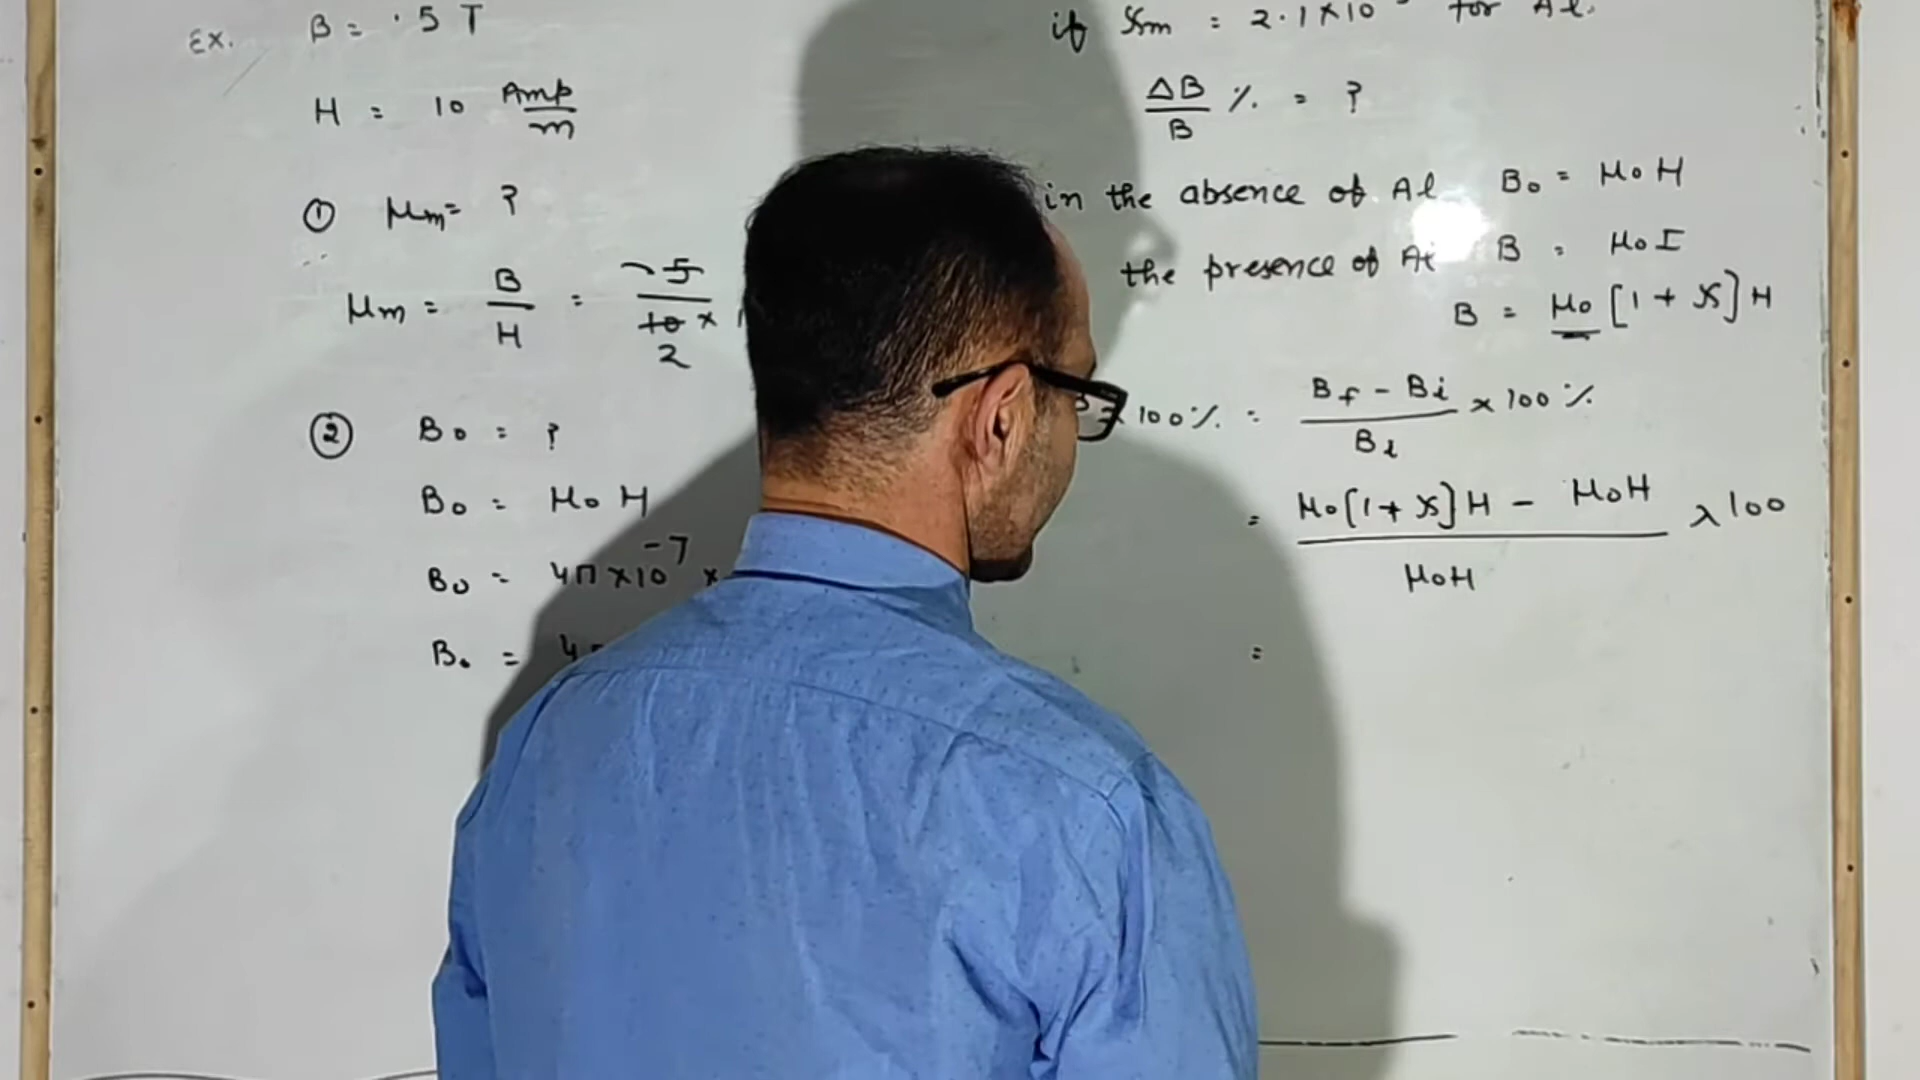 Ex. B = .5 T
H = 10 Amp/m
① μm = ?
μm = B/H = .5/10 ×
2
② B0 = ?
B0 = μ0 H
B0 = 4π × 10^-7 ×
B0 = 4π
if χm = 2.1 × 10 for Al.
ΔB/B % = ?
in the absence of Al B0 = μ0 H
the presence of Al B = μ0 I
B = μ0 [1 + χ] H
× 100 % = Bf - Bi/Bi × 100 %
= μ0 [1 + χ] H - μ0 H/μ0 H × 100
=